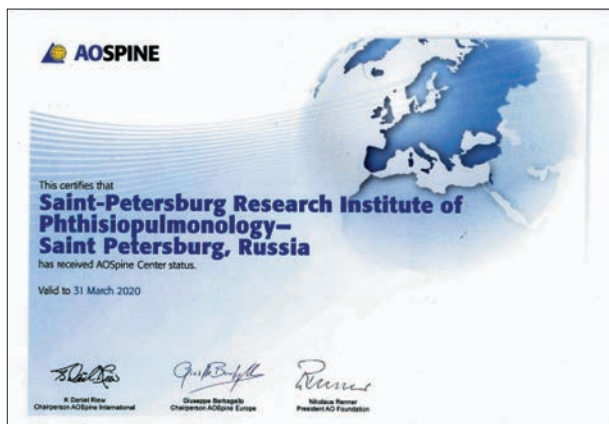 AOSPINE
This certifies that
Saint-Petersburg Research Institute of
Phthisiopulmonology—
Saint Petersburg, Russia
has received AOSpine Center status.
Valid to 31 March 2020
K Daniel Riew
Chairperson AOSpine International
Giuseppe Barbagallo
Chairperson AOSpine Europe
Nikolaus Renner
President AO Foundation